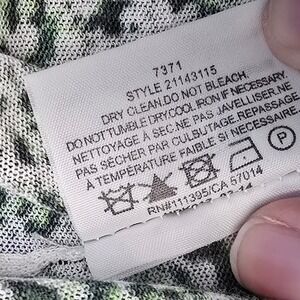 7371
STYLE 21143115
DRY CLEAN.DO NOT BLEACH.
DO NOT TUMBLE DRY.COOL IRON IF NECESSARY.
NETTOYAGE À SEC.NE PAS JAVELLISER.NE
PAS SÉCHER PAR CULBUTAGE.REPASSAGE
À TEMPÉRATURE FAIBLE SI NÉCESSAIRE.
P
RN#111395/CA 57014